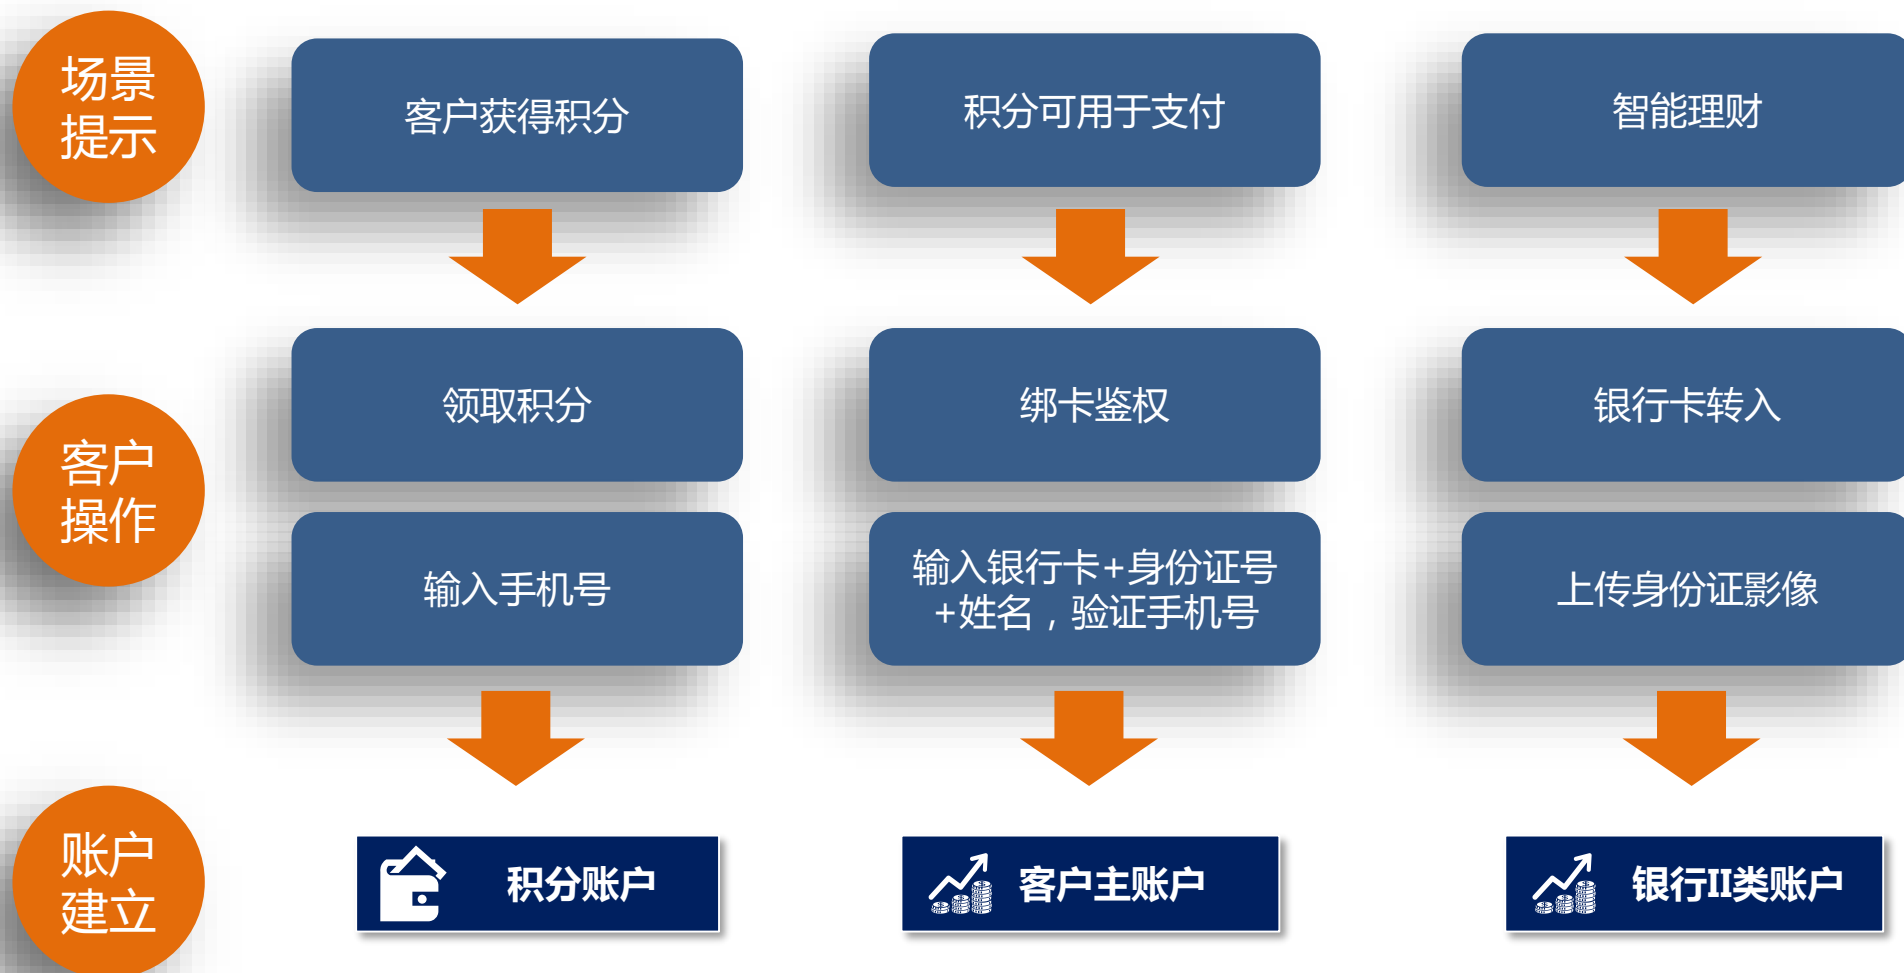 场景
提示
客户获得积分
积分可用于支付
智能理财
客户
操作
领取积分
绑卡鉴权
银行卡转入
输入手机号
输入银行卡+身份证号
+姓名，验证手机号
上传身份证影像
账户
建立
积分账户
客户主账户
银行II类账户